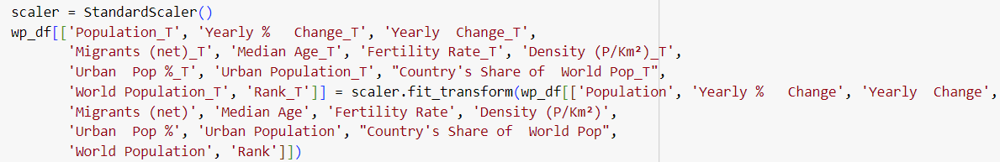 scaler = StandardScaler()
wp_df[['Population_T', 'Yearly %   Change_T', 'Yearly  Change_T',
       'Migrants (net)_T', 'Median Age_T', 'Fertility Rate_T', 'Density (P/Km²)_T',
       'Urban  Pop %_T', 'Urban Population_T', "Country's Share of  World Pop_T",
       'World Population_T', 'Rank_T']] = scaler.fit_transform(wp_df[['Population', 'Yearly %   Change', 'Yearly  Change',
       'Migrants (net)', 'Median Age', 'Fertility Rate', 'Density (P/Km²)',
       'Urban  Pop %', 'Urban Population', "Country's Share of  World Pop",
       'World Population', 'Rank']])